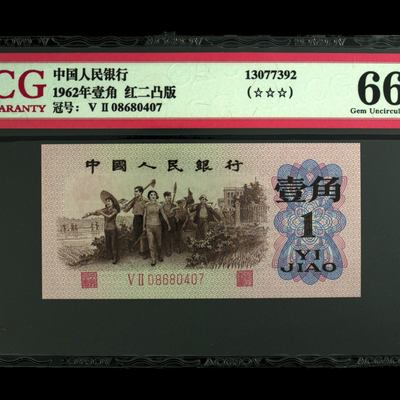 CG
ARANTY
中国人民银行
1962年壹角 红二凸版
冠号: V II 08680407
13077392
(☆☆☆)
66
Gem Uncircul
中國人民銀行
壹角
1
YI
JIAO
V II 08680407